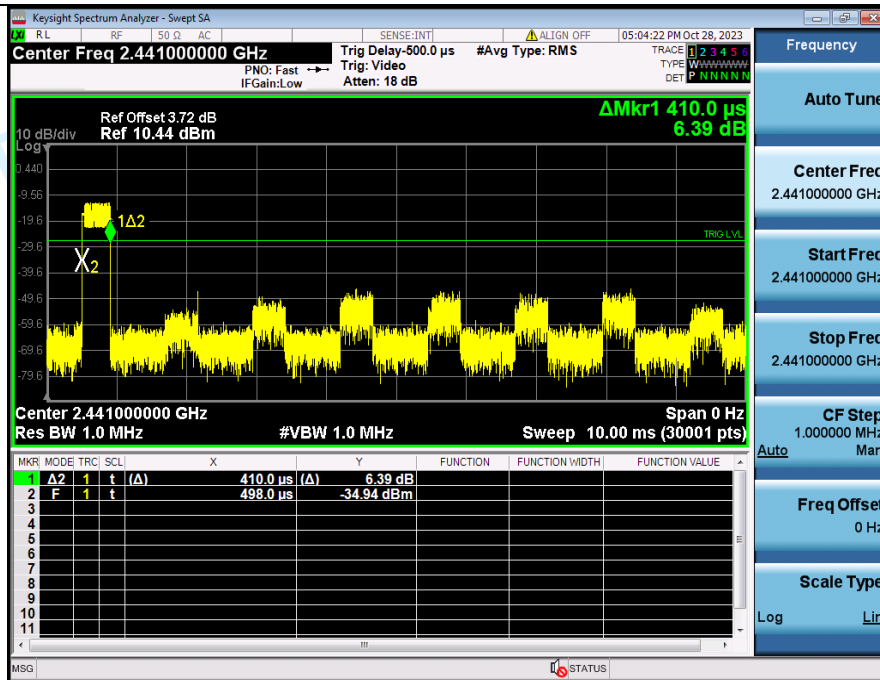 Keysight Spectrum Analyzer - Swept SA
LXI RL RF 50 Ω AC SENSE:INT ALIGN OFF 05:04:22 PM Oct 28, 2023
Center Freq 2.441000000 GHz
PNO: Fast
IFGain:Low
Trig Delay-500.0 µs
Trig: Video
Atten: 18 dB
#Avg Type: RMS
TRACE 1 2 3 4 5 6
TYPE WWWWWW
DET P N N N N N
ΔMkr1 410.0 µs
6.39 dB
Ref Offset 3.72 dB
10 dB/div Ref 10.44 dBm
Log
0.440
-9.56
-19.6
-29.6
-39.6
-49.6
-59.6
-69.6
-79.6
1Δ2
X2
TRIG LVL
Center 2.441000000 GHz Span 0 Hz
Res BW 1.0 MHz #VBW 1.0 MHz Sweep 10.00 ms (30001 pts)
MKR MODE TRC SCL X Y FUNCTION FUNCTION WIDTH FUNCTION VALUE
1 Δ2 1 t (Δ) 410.0 µs (Δ) 6.39 dB
2 F 1 t 498.0 µs -34.94 dBm
3
4
5
6
7
8
9
10
11
MSG STATUS
Frequency
Auto Tune
Center Freq
2.441000000 GHz
Start Freq
2.441000000 GHz
Stop Freq
2.441000000 GHz
CF Step
1.000000 MHz
Auto Man
Freq Offset
0 Hz
Scale Type
Log Lin